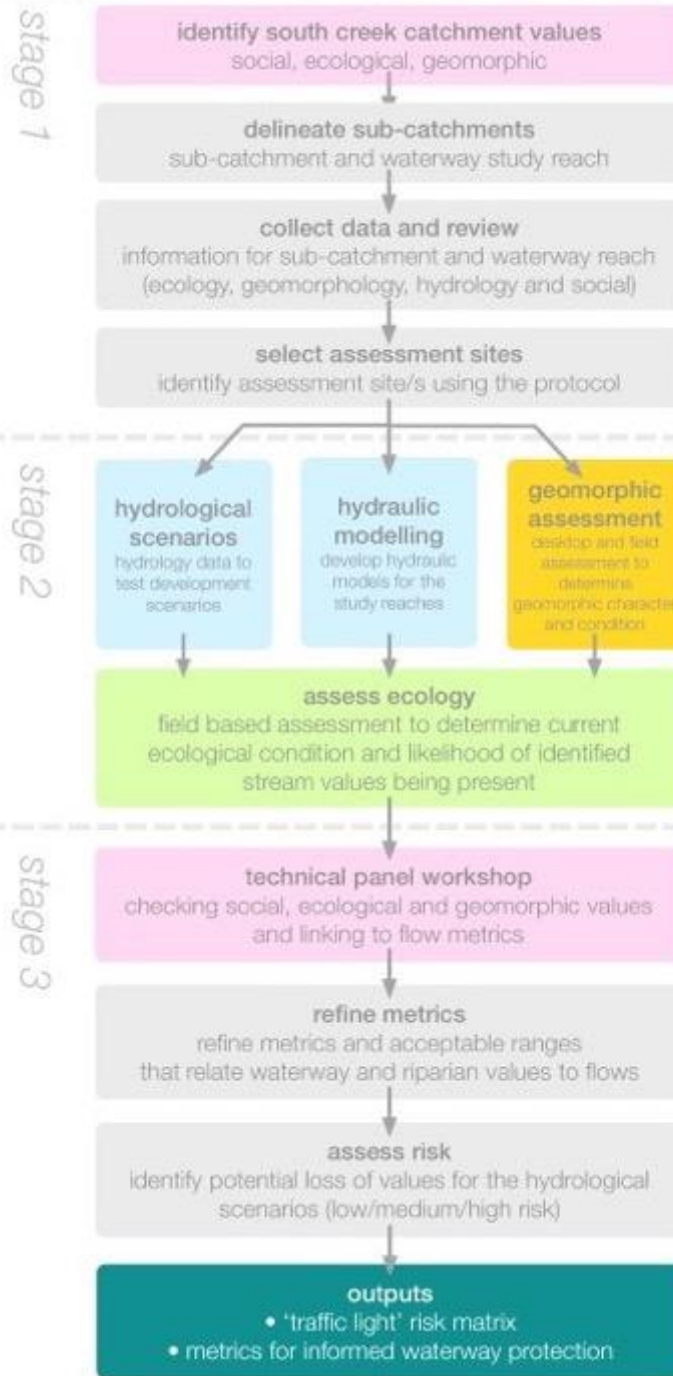 stage 1
identify south creek catchment values
social, ecological, geomorphic
delineate sub-catchments
sub-catchment and waterway study reach
collect data and review
information for sub-catchment and waterway reach
(ecology, geomorphology, hydrology and social)
select assessment sites
identify assessment site/s using the protocol
stage 2
hydrological
scenarios
hydrology data to
test development
scenarios
hydraulic
modelling
develop hydraulic
models for the
study reaches
geomorphic
assessment
desktop and field
assessment to
determine
geomorphic character
and condition
assess ecology
field based assessment to determine current
ecological condition and likelihood of identified
stream values being present
stage 3
technical panel workshop
checking social, ecological and geomorphic values
and linking to flow metrics
refine metrics
refine metrics and acceptable ranges
that relate waterway and riparian values to flows
assess risk
identify potential loss of values for the hydrological
scenarios (low/medium/high risk)
outputs
• 'traffic light' risk matrix
• metrics for informed waterway protection